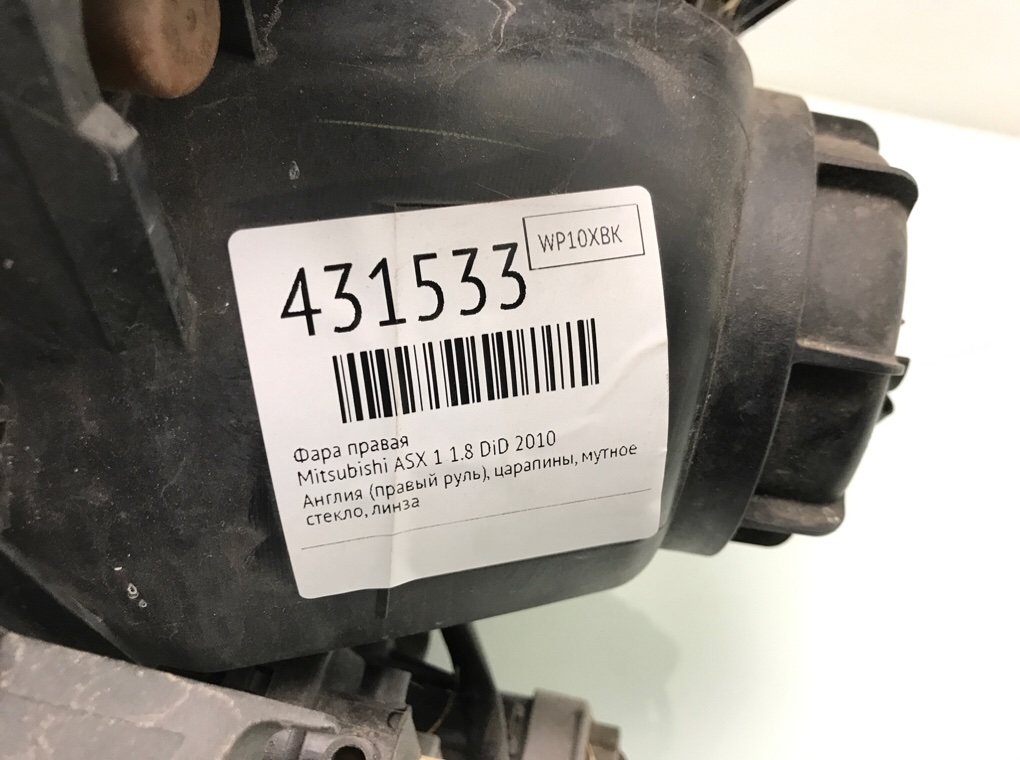 WP10XBK
431533
Фара правая
Mitsubishi ASX 1 1.8 DiD 2010
Англия (правый руль), царапины, мутное
стекло, линза